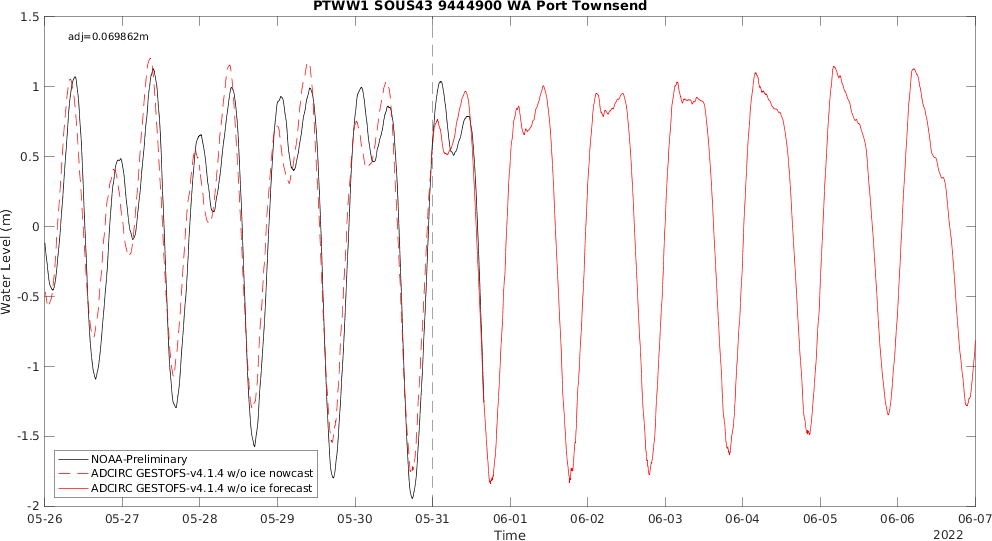 PTWW1 SOUS43 9444900 WA Port Townsend
adj=0.069862m
1.5
1
0.5
0
-0.5
-1
-1.5
-2
Water Level (m)
NOAA-Preliminary
ADCIRC GESTOFS-v4.1.4 w/o ice nowcast
ADCIRC GESTOFS-v4.1.4 w/o ice forecast
05-26 05-27 05-28 05-29 05-30 05-31 06-01 06-02 06-03 06-04 06-05 06-06 06-07
Time
2022